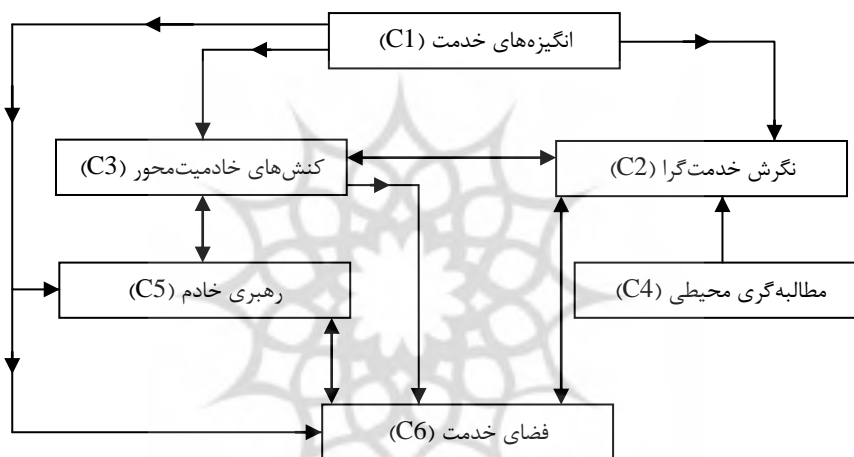 انگیزه‌های خدمت (C1)
نگرش خدمت‌گرا (C2)
کنش‌های خادمیت‌محور (C3)
مطالبه‌گری محیطی (C4)
رهبری خادم (C5)
فضای خدمت (C6)